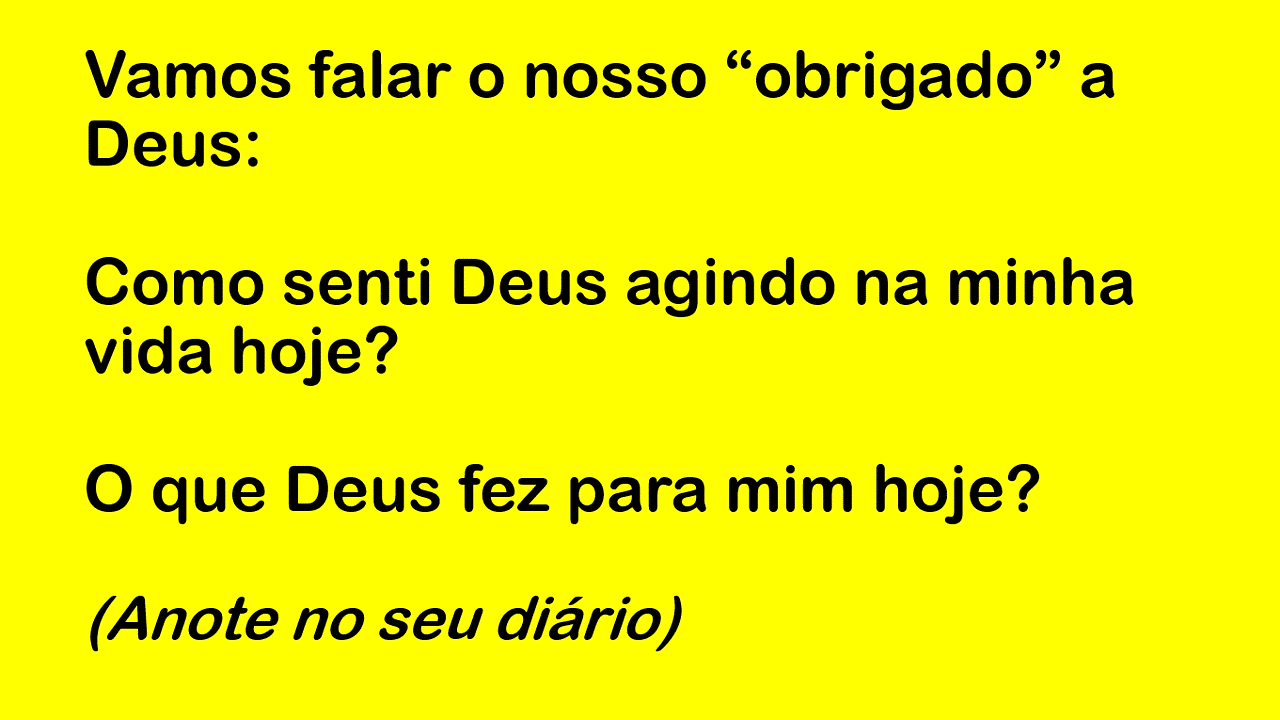 Vamos falar o nosso “obrigado” a
Deus:
Como senti Deus agindo na minha
vida hoje?
O que Deus fez para mim hoje?
(Anote no seu diário)